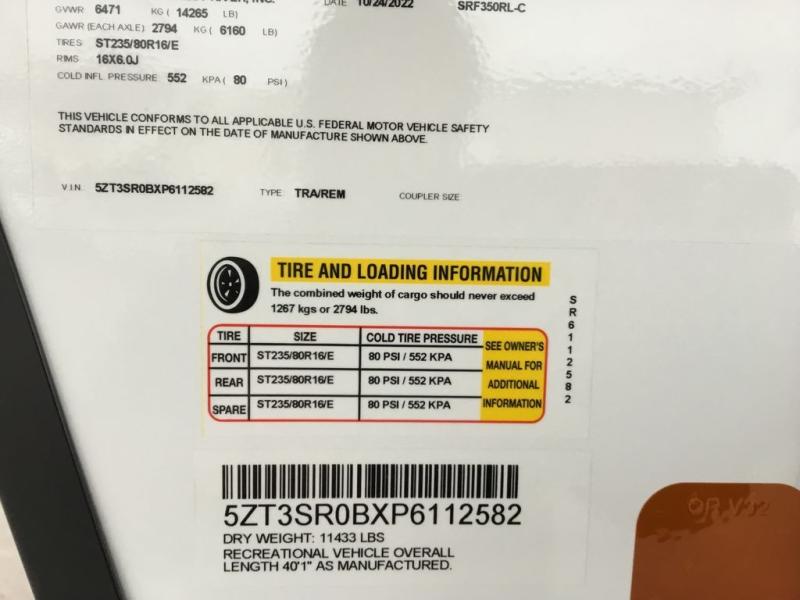 RIVER, INC.
DATE 10/24/2022 SRF350RL-C
GVWR 6471 KG ( 14265 LB)
GAWR (EACH AXLE) 2794 KG ( 6160 LB)
TIRES ST235/80R16/E
RIMS 16X6.0J
COLD INFL PRESSURE 552 KPA ( 80 PSI )
THIS VEHICLE CONFORMS TO ALL APPLICABLE U.S. FEDERAL MOTOR VEHICLE SAFETY
STANDARDS IN EFFECT ON THE DATE OF MANUFACTURE SHOWN ABOVE.
V.I.N. 5ZT3SR0BXP6112582 TYPE TRA/REM COUPLER SIZE
TIRE AND LOADING INFORMATION
The combined weight of cargo should never exceed
1267 kgs or 2794 lbs.
TIRE SIZE COLD TIRE PRESSURE
FRONT ST235/80R16/E 80 PSI / 552 KPA
REAR ST235/80R16/E 80 PSI / 552 KPA
SPARE ST235/80R16/E 80 PSI / 552 KPA
SEE OWNER'S
MANUAL FOR
ADDITIONAL
INFORMATION
SR6112582
5ZT3SR0BXP6112582
DRY WEIGHT: 11433 LBS
RECREATIONAL VEHICLE OVERALL
LENGTH 40'1" AS MANUFACTURED.